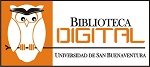 BIBLIOTECA
DIGITAL
UNIVERSIDAD DE SAN BUENAVENTURA